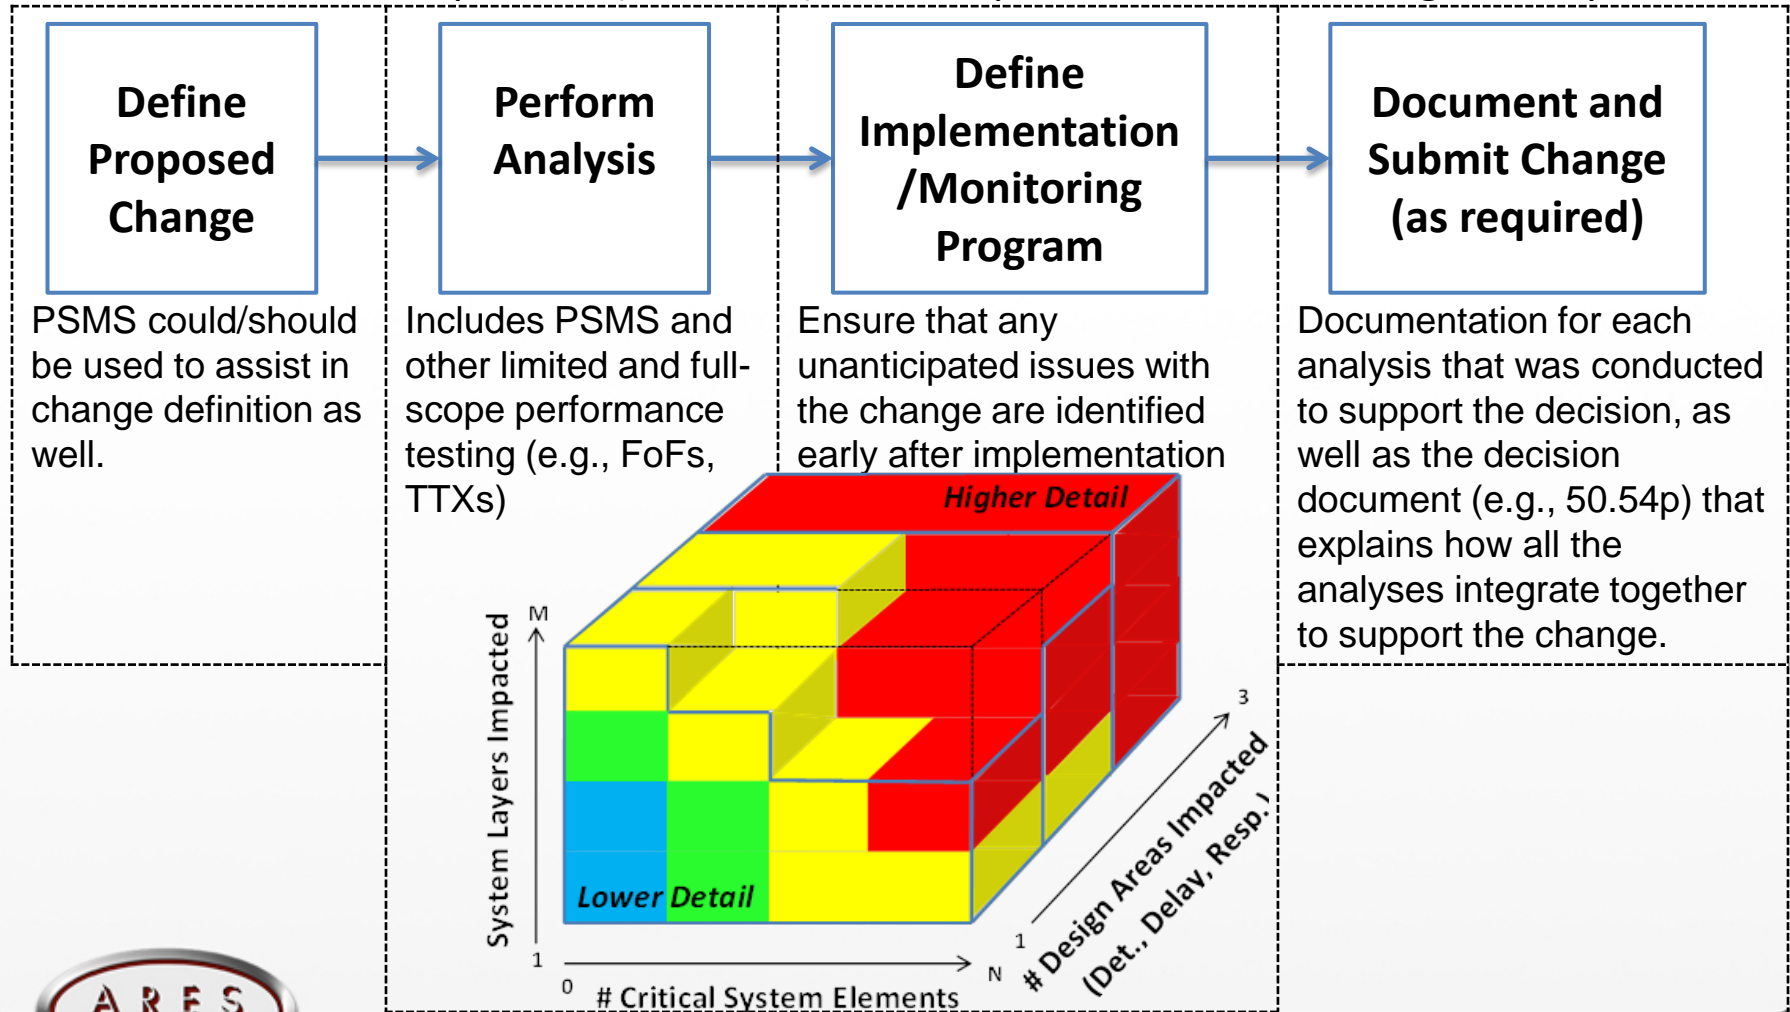 Define
Proposed
Change
Perform
Analysis
Define
Implementation
/Monitoring
Program
Document and
Submit Change
(as required)
PSMS could/should
be used to assist in
change definition as
well.
Includes PSMS and
other limited and full-
scope performance
testing (e.g., FoFs,
TTXs)
Ensure that any
unanticipated issues with
the change are identified
early after implementation
Documentation for each
analysis that was conducted
to support the decision, as
well as the decision
document (e.g., 50.54p) that
explains how all the
analyses integrate together
to support the change.
Higher Detail
Lower Detail
System Layers Impacted
M
1
0
# Critical System Elements
N
1
3
# Design Areas Impacted
(Det., Delay, Resp.)
ARES